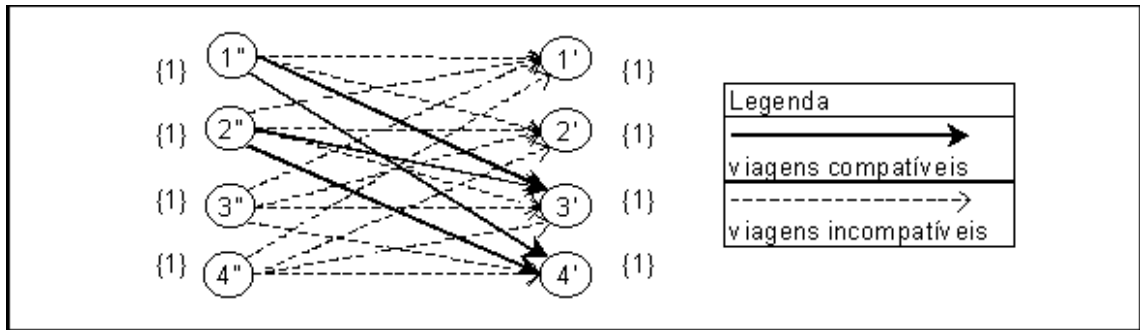 1" 1'
{1} {1}
2" 2'
{1} {1}
3" 3'
{1} {1}
4" 4'
{1} {1}
Legenda
viagens compatíveis
viagens incompatíveis